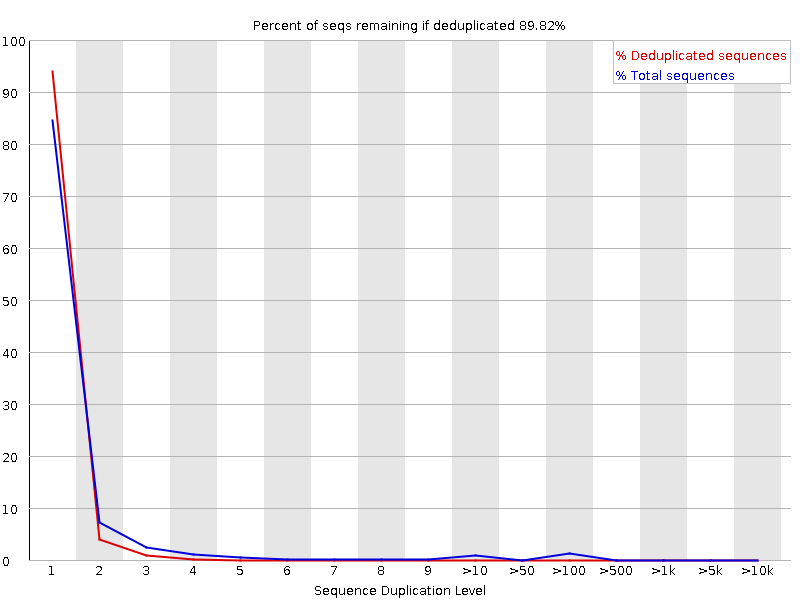 Percent of seqs remaining if deduplicated 89.82%
% Deduplicated sequences
% Total sequences
100
90
80
70
60
50
40
30
20
10
0
1 2 3 4 5 6 7 8 9 >10 >50 >100 >500 >1k >5k >10k
Sequence Duplication Level